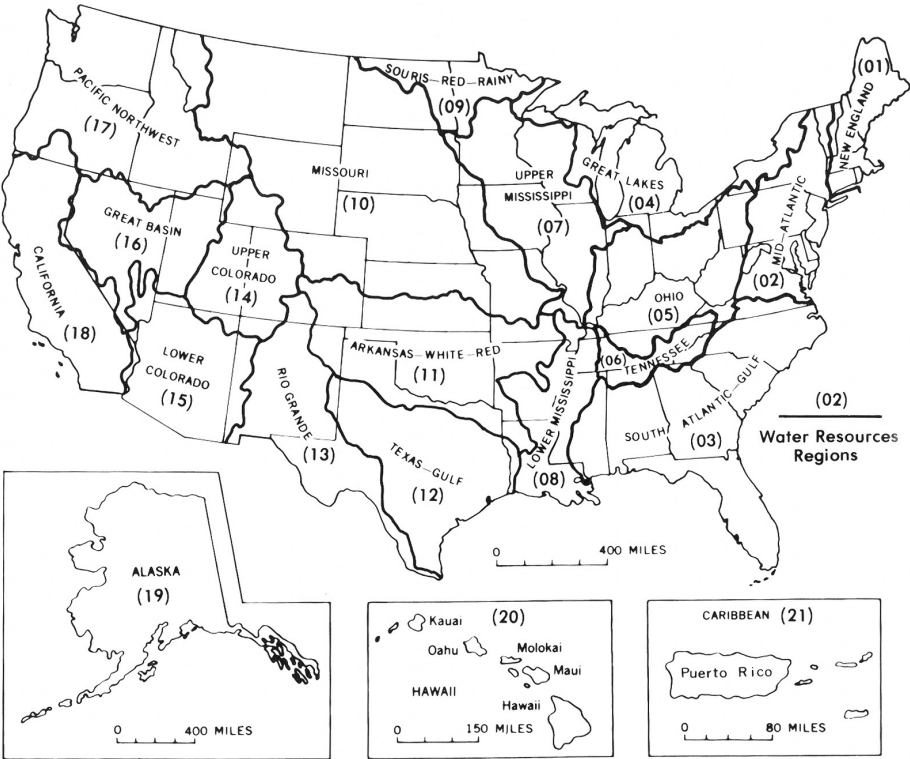 PACIFIC NORTHWEST
(17)
SOURIS-RED-RAINY
(09)
(01)
NEW ENGLAND
MISSOURI
(10)
UPPER
MISSISSIPPI
(07)
GREAT LAKES
(04)
MID-ATLANTIC
(02)
GREAT BASIN
(16)
UPPER
COLORADO
(14)
CALIFORNIA
(18)
OHIO
(05)
(06) TENNESSEE
LOWER
COLORADO
(15)
RIO GRANDE
(13)
ARKANSAS-WHITE-RED
(11)
LOWER MISSISSIPPI
(08)
SOUTH ATLANTIC-GULF
(03)
TEXAS-GULF
(12)
(02)
Water Resources
Regions
0 400 MILES
ALASKA
(19)
0 400 MILES
Kauai (20)
Oahu Molokai
Maui
HAWAII
Hawaii
0 150 MILES
CARIBBEAN (21)
Puerto Rico
0 80 MILES